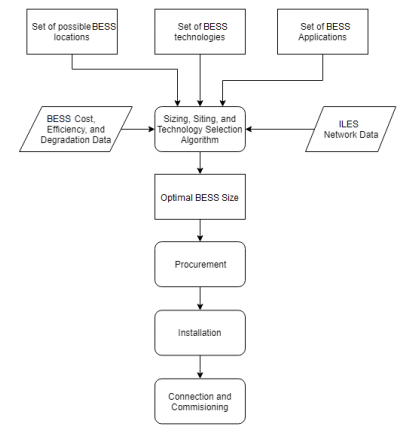 Set of possible BESS
locations
Set of BESS
technologies
Set of BESS
Applications
BESS Cost,
Efficiency, and
Degradation Data
Sizing, Siting, and
Technology Selection
Algorithm
ILES
Network Data
Optimal BESS Size
Procurement
Installation
Connection and
Commisioning